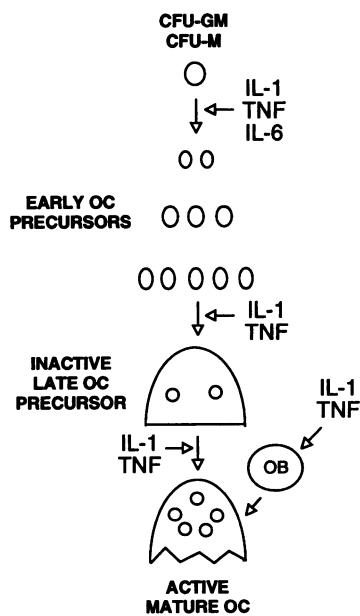 CFU-GM
CFU-M
IL-1
TNF
IL-6
EARLY OC
PRECURSORS
IL-1
TNF
INACTIVE
LATE OC
PRECURSOR
IL-1
TNF
IL-1
TNF
OB
ACTIVE
MATURE OC